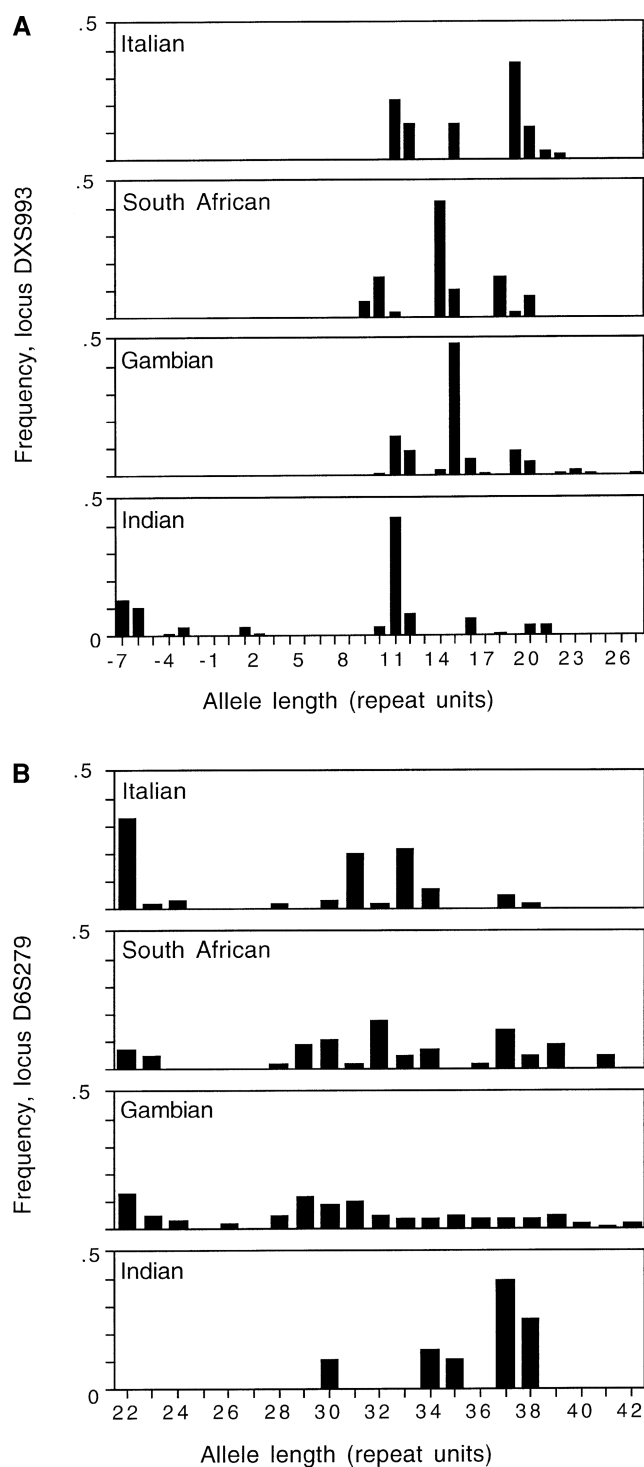 A
.5
Italian
.5
South African
.5
Gambian
.5
Indian
0
-7 -4 -1 2 5 8 11 14 17 20 23 26
Allele length (repeat units)
Frequency, locus DXS993
B
.5
Italian
.5
South African
.5
Gambian
.5
Indian
0
22 24 26 28 30 32 34 36 38 40 42
Allele length (repeat units)
Frequency, locus D6S279